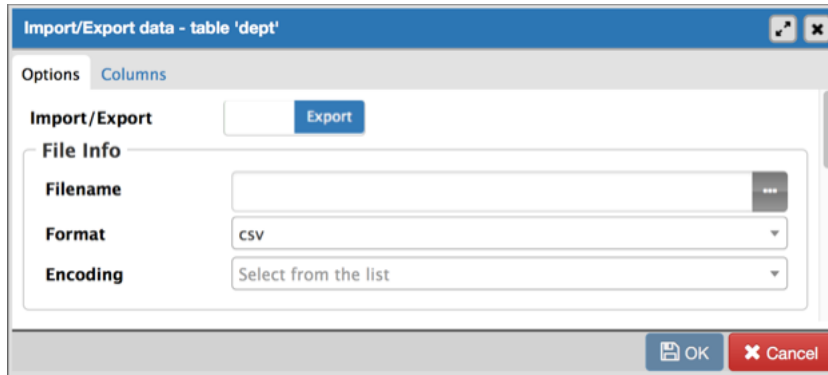 Import/Export data - table 'dept'
Options Columns
Import/Export Export
File Info
Filename
Format csv
Encoding Select from the list
OK Cancel